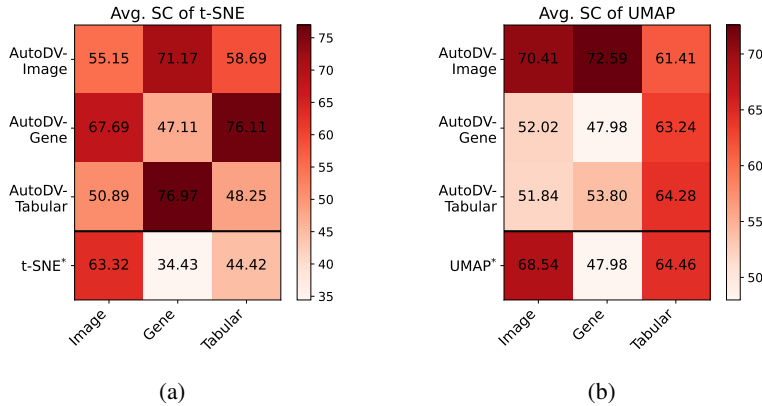 Avg. SC of t-SNE
AutoDV-
Image
55.15 71.17 58.69
AutoDV-
Gene
67.69 47.11 76.11
AutoDV-
Tabular
50.89 76.97 48.25
t-SNE*
63.32 34.43 44.42
Image Gene Tabular
75
70
65
60
55
50
45
40
35
(a)
Avg. SC of UMAP
AutoDV-
Image
70.41 72.59 61.41
AutoDV-
Gene
52.02 47.98 63.24
AutoDV-
Tabular
51.84 53.80 64.28
UMAP*
68.54 47.98 64.46
Image Gene Tabular
70
65
60
55
50
(b)